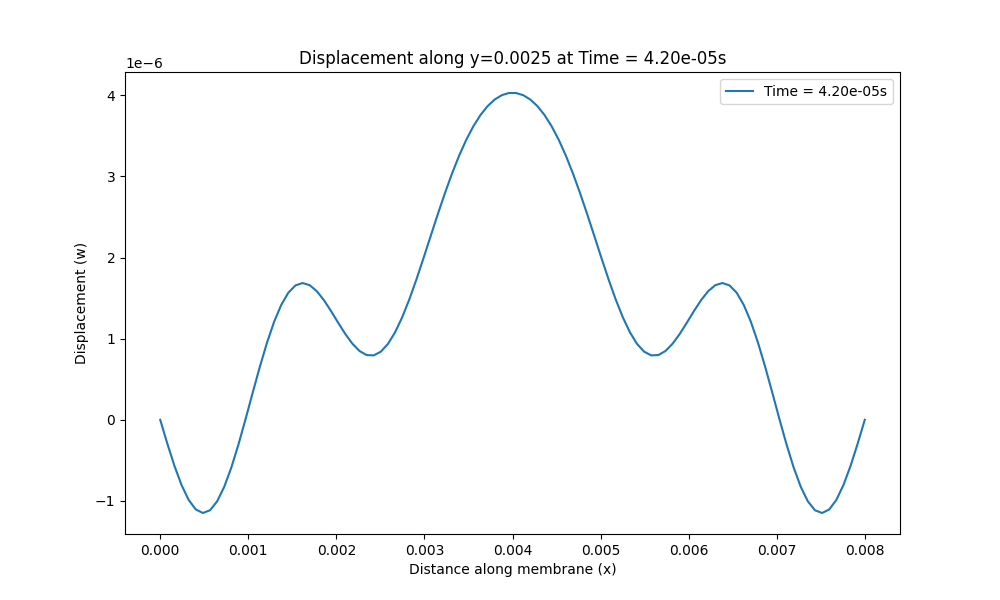 Displacement along y=0.0025 at Time = 4.20e-05s
1e−6
Time = 4.20e-05s
4
3
2
1
0
−1
Displacement (w)
0.000 0.001 0.002 0.003 0.004 0.005 0.006 0.007 0.008
Distance along membrane (x)